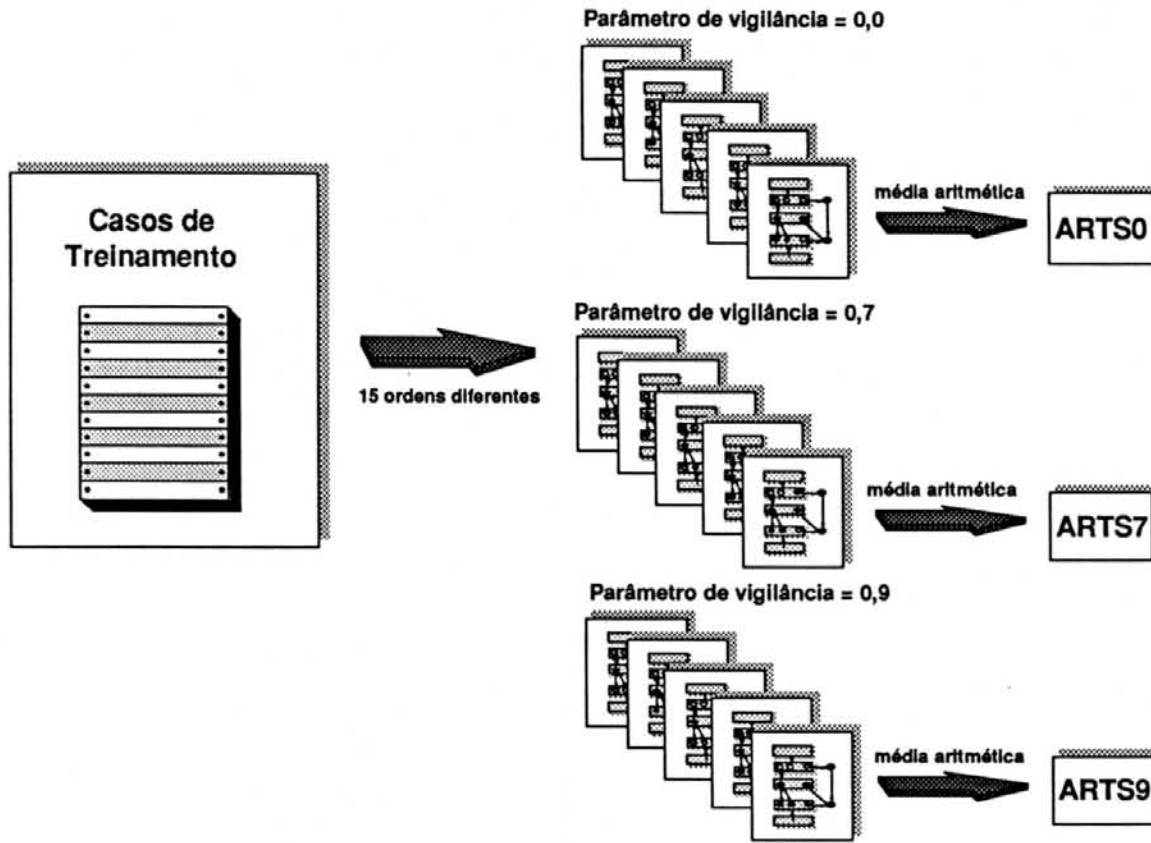 Parâmetro de vigilância = 0,0
Casos de
Treinamento
média aritmética
ARTS0
15 ordens diferentes
Parâmetro de vigilância = 0,7
média aritmética
ARTS7
Parâmetro de vigilância = 0,9
média aritmética
ARTS9